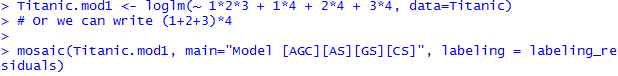 > Titanic.mod1 <- loglm(~ 1*2*3 + 1*4 + 2*4 + 3*4, data=Titanic)
> # Or we can write (1+2+3)*4
>
> mosaic(Titanic.mod1, main="Model [AGC][AS][GS][CS]", labeling = labeling_re
siduals)